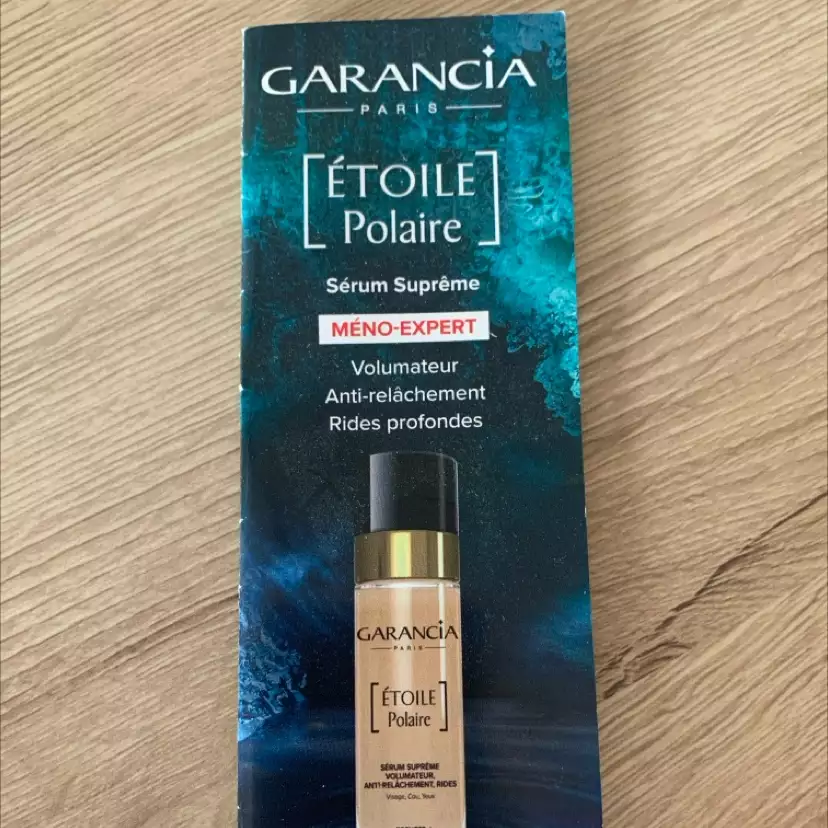 GARANCiA
PARIS
ÉTOILE
Polaire
Sérum Suprême
MÉNO-EXPERT
Volumateur
Anti-relâchement
Rides profondes
GARANCiA
PARIS
ÉTOILE
Polaire
SÉRUM SUPRÊME
VOLUMATEUR,
ANTI-RELÂCHEMENT, RIDES
Visage, Cou, Yeux